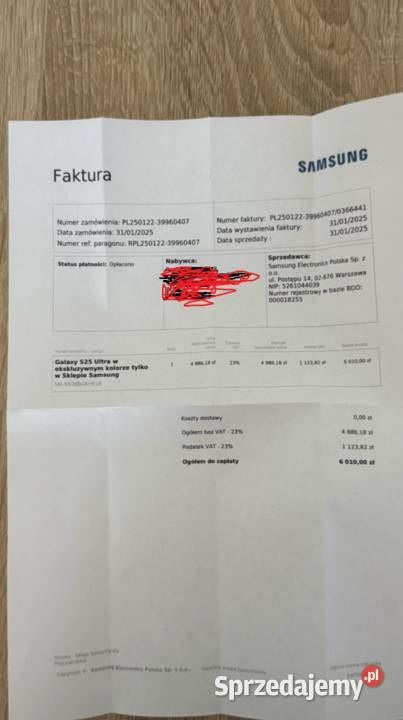 SAMSUNG
Faktura
Numer zamówienia: PL250122-39960407
Data zamówienia: 31/01/2025
Numer ref. paragonu: RPL250122-39960407
Numer faktury: PL250122-39960407/0366441
Data wystawienia faktury: 31/01/2025
Data sprzedaży : 31/01/2025
Status płatności: Opłacono
Nabywca:
Sprzedawca:
Samsung Electronics Polska Sp. z
o.o.
ul. Postępu 14, 02-676 Warszawa
NIP: 5261044039
Numer rejestrowy w bazie BDO:
000018255
Galaxy S25 Ultra w
ekskluzywnym kolorze tylko
w Sklepie Samsung
1 4 886,18 zł 23% 4 886,18 zł 1 123,82 zł 6 010,00 zł
Koszty dostawy 0,00 zł
Ogółem bez VAT - 23% 4 886,18 zł
Podatek VAT - 23% 1 123,82 zł
Ogółem do zapłaty 6 010,00 zł
Copyright © Samsung Electronics Polska Sp. z o.o.
Sprzedajemy.pl